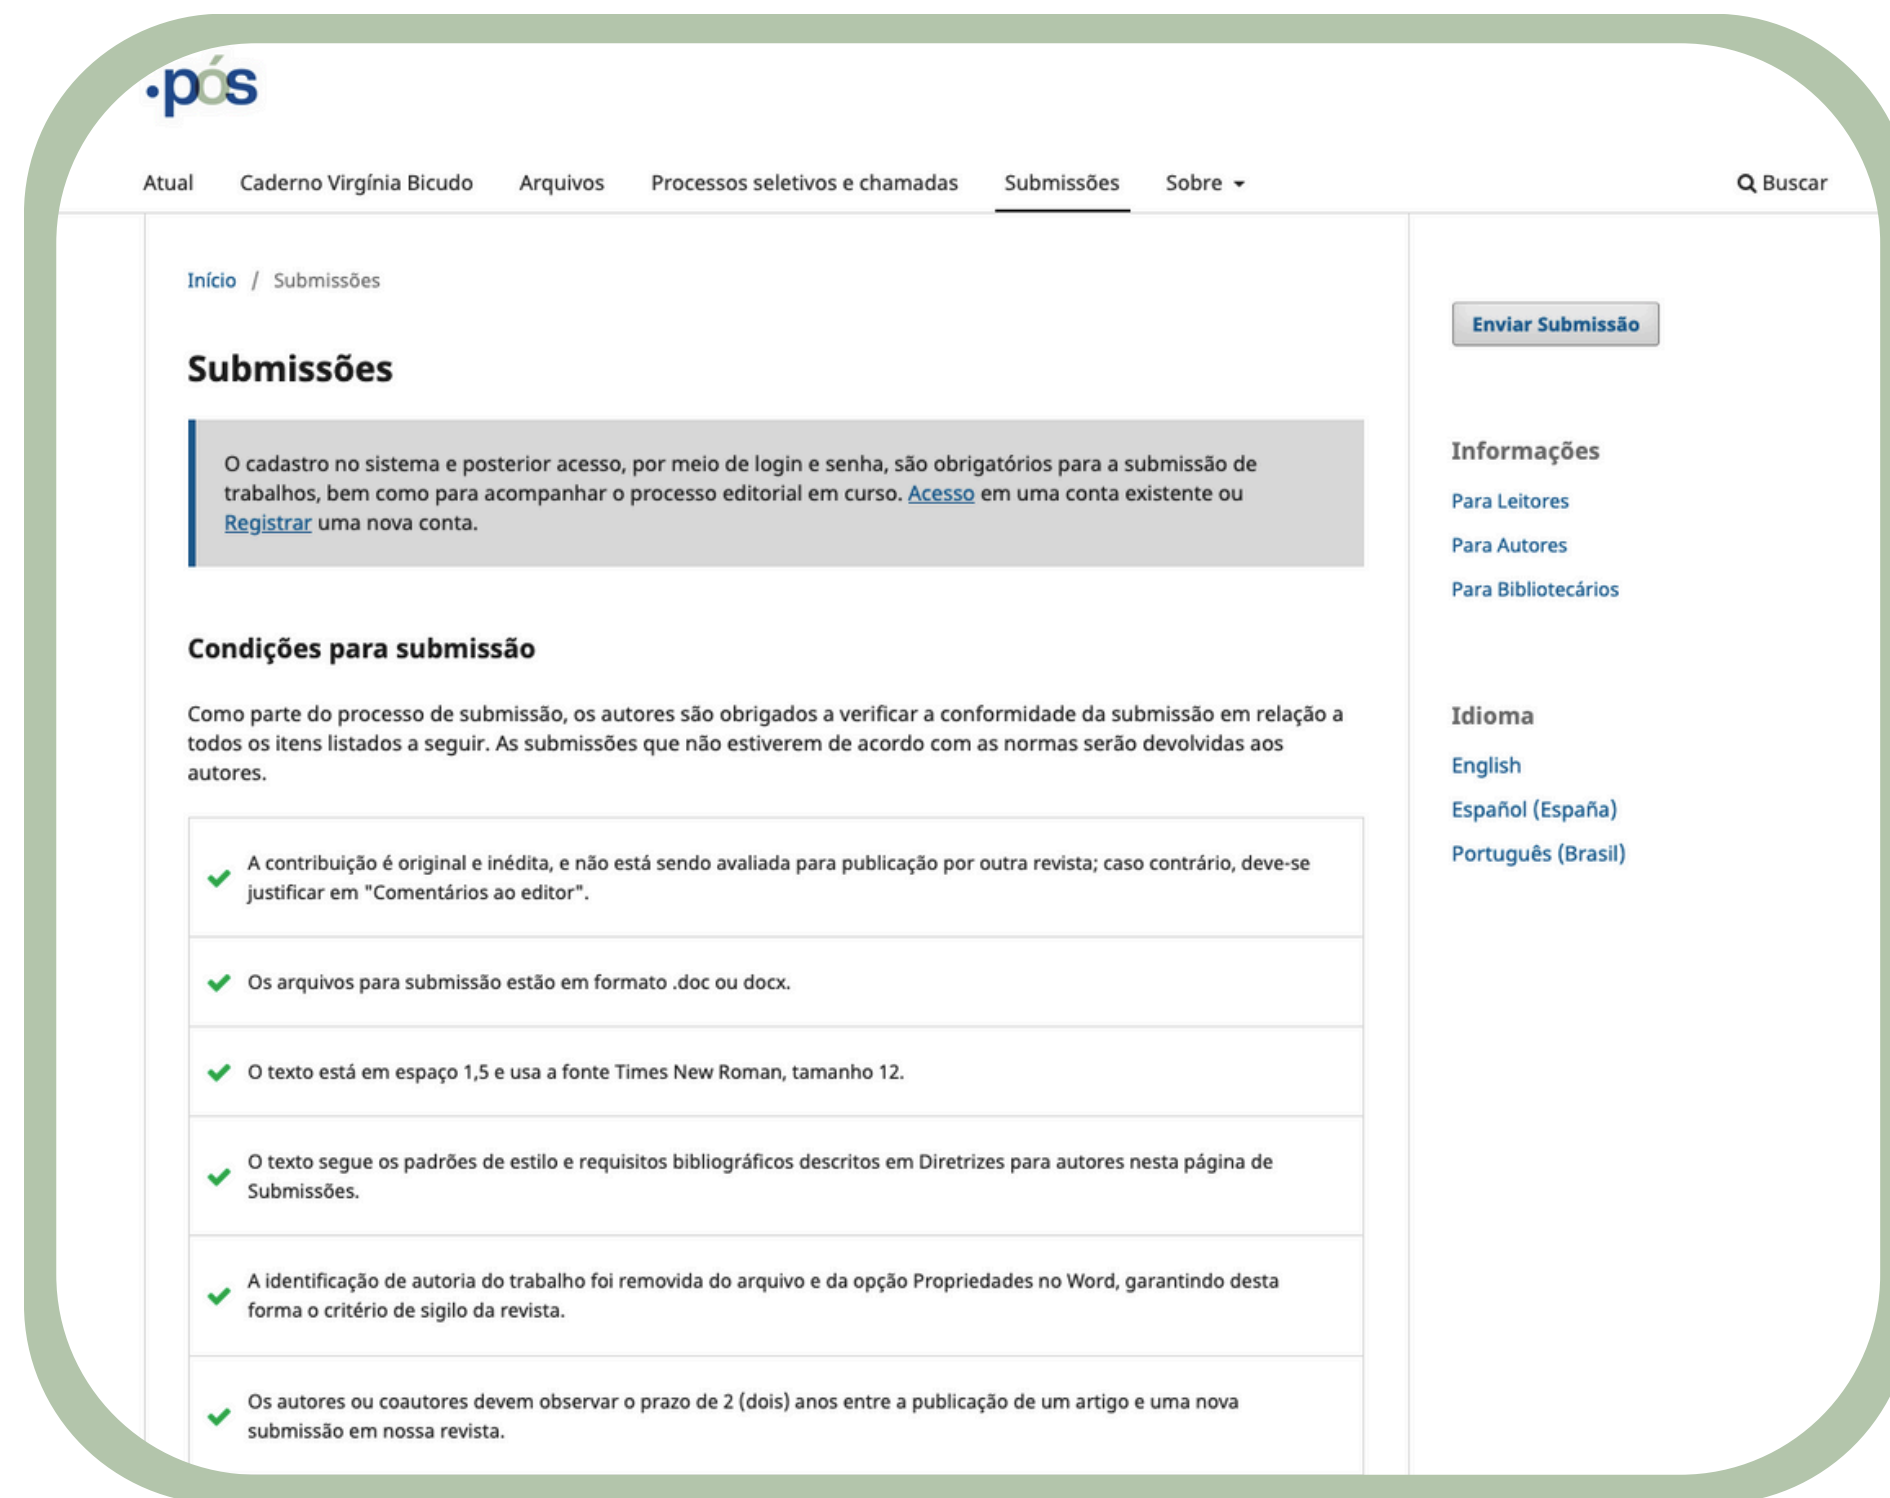 •pós
Atual Caderno Virgínia Bicudo Arquivos Processos seletivos e chamadas Submissões Sobre Buscar
Início / Submissões
Submissões
O cadastro no sistema e posterior acesso, por meio de login e senha, são obrigatórios para a submissão de
trabalhos, bem como para acompanhar o processo editorial em curso. Acesso em uma conta existente ou
Registrar uma nova conta.
Condições para submissão
Como parte do processo de submissão, os autores são obrigados a verificar a conformidade da submissão em relação a
todos os itens listados a seguir. As submissões que não estiverem de acordo com as normas serão devolvidas aos
autores.
A contribuição é original e inédita, e não está sendo avaliada para publicação por outra revista; caso contrário, deve-se
justificar em "Comentários ao editor".
Os arquivos para submissão estão em formato .doc ou docx.
O texto está em espaço 1,5 e usa a fonte Times New Roman, tamanho 12.
O texto segue os padrões de estilo e requisitos bibliográficos descritos em Diretrizes para autores nesta página de
Submissões.
A identificação de autoria do trabalho foi removida do arquivo e da opção Propriedades no Word, garantindo desta
forma o critério de sigilo da revista.
Os autores ou coautores devem observar o prazo de 2 (dois) anos entre a publicação de um artigo e uma nova
submissão em nossa revista.
Enviar Submissão
Informações
Para Leitores
Para Autores
Para Bibliotecários
Idioma
English
Español (España)
Português (Brasil)